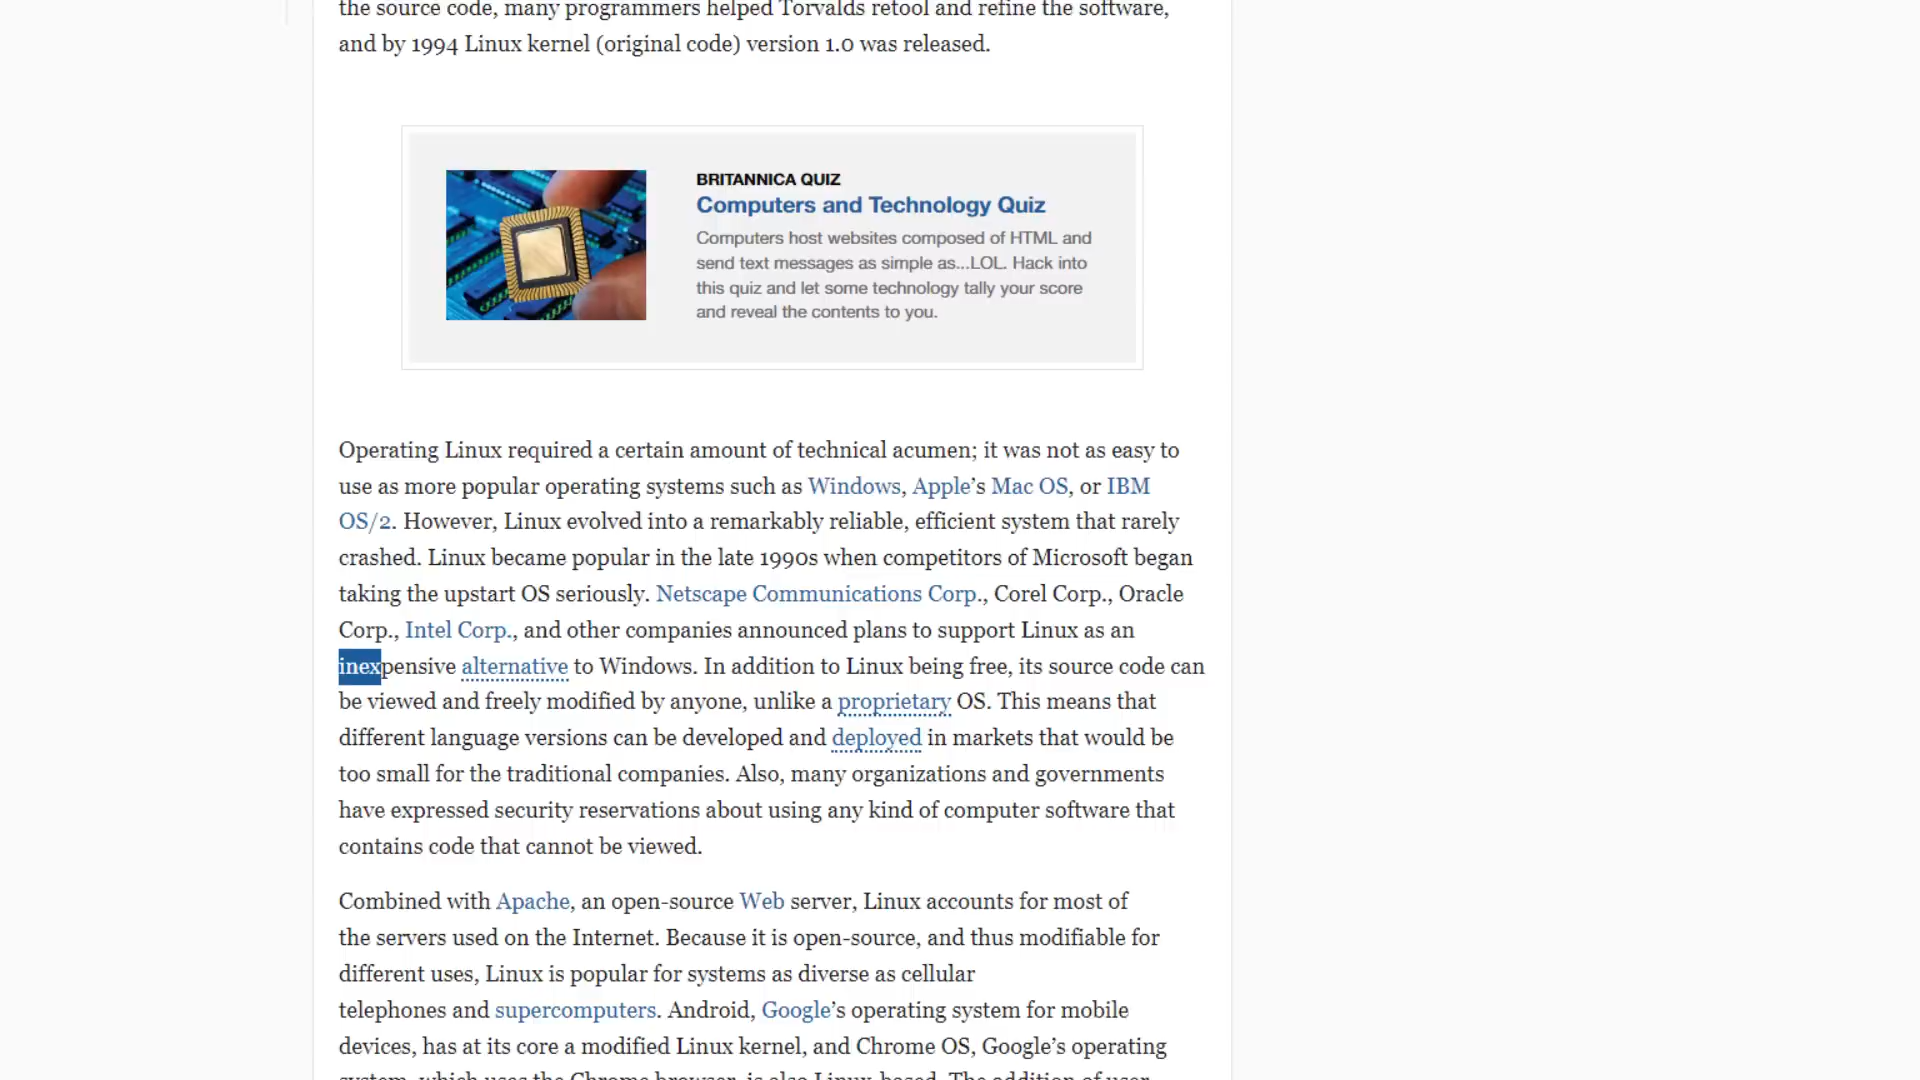 the source code, many programmers helped Torvalds retool and refine the software,
and by 1994 Linux kernel (original code) version 1.0 was released.
BRITANNICA QUIZ
Computers and Technology Quiz
Computers host websites composed of HTML and
send text messages as simple as...LOL. Hack into
this quiz and let some technology tally your score
and reveal the contents to you.
Operating Linux required a certain amount of technical acumen; it was not as easy to
use as more popular operating systems such as Windows, Apple’s Mac OS, or IBM
OS/2. However, Linux evolved into a remarkably reliable, efficient system that rarely
crashed. Linux became popular in the late 1990s when competitors of Microsoft began
taking the upstart OS seriously. Netscape Communications Corp., Corel Corp., Oracle
Corp., Intel Corp., and other companies announced plans to support Linux as an
inexpensive alternative to Windows. In addition to Linux being free, its source code can
be viewed and freely modified by anyone, unlike a proprietary OS. This means that
different language versions can be developed and deployed in markets that would be
too small for the traditional companies. Also, many organizations and governments
have expressed security reservations about using any kind of computer software that
contains code that cannot be viewed.
Combined with Apache, an open-source Web server, Linux accounts for most of
the servers used on the Internet. Because it is open-source, and thus modifiable for
different uses, Linux is popular for systems as diverse as cellular
telephones and supercomputers. Android, Google’s operating system for mobile
devices, has at its core a modified Linux kernel, and Chrome OS, Google’s operating
system, which uses the Chrome browser, is also Linux-based. The addition of user-